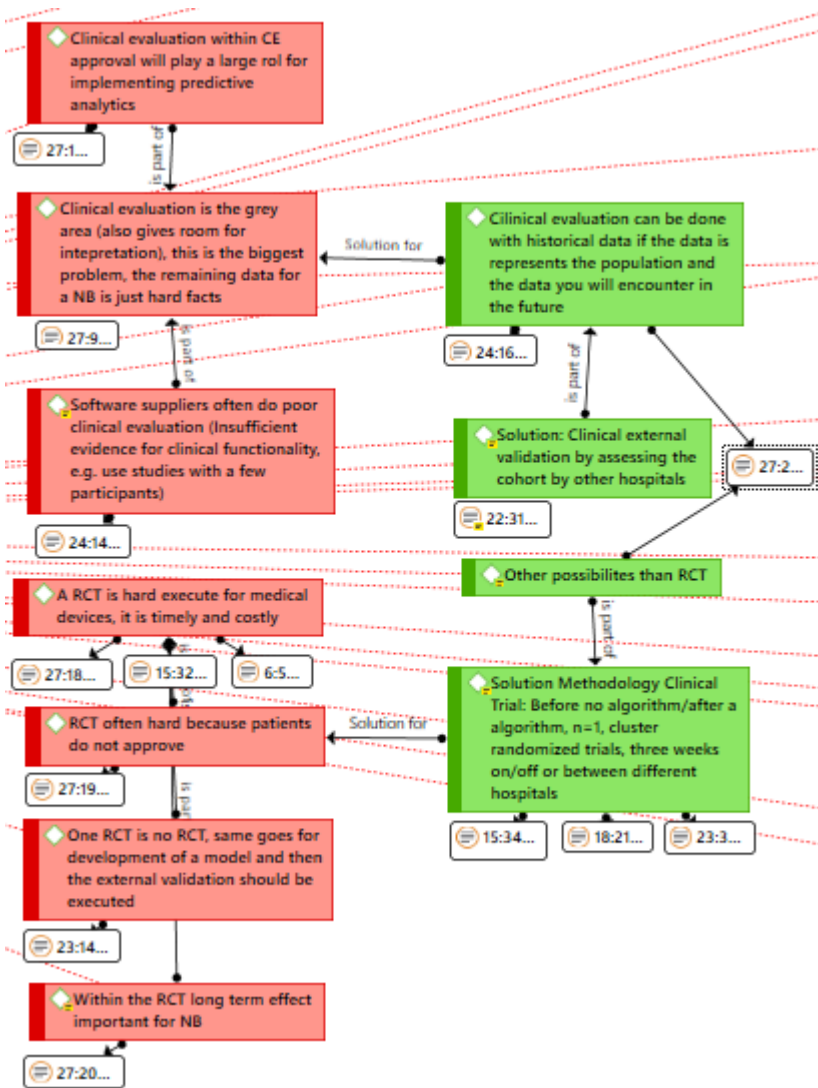 Clinical evaluation within CE
approval will play a large rol for
implementing predictive
analytics
27:1...
is part of
Clinical evaluation is the grey
area (also gives room for
intepretation), this is the biggest
problem, the remaining data for
a NB is just hard facts
27:9...
Solution for
Cilinical evaluation can be done
with historical data if the data is
represents the population and
the data you will encounter in
the future
24:16...
is part of
is part of
Software suppliers often do poor
clinical evaluation (Insufficient
evidence for clinical functionality,
e.g. use studies with a few
participants)
24:14...
Solution: Clinical external
validation by assessing the
cohort by other hospitals
22:31...
27:2...
Other possibilites than RCT
is part of
A RCT is hard execute for medical
devices, it is timely and costly
27:18...
15:32...
6:5...
RCT often hard because patients
do not approve
27:19...
Solution for
Solution Methodology Clinical
Trial: Before no algorithm/after a
algorithm, n=1, cluster
randomized trials, three weeks
on/off or between different
hospitals
15:34...
18:21...
23:3...
is part
One RCT is no RCT, same goes for
development of a model and then
the external validation should be
executed
23:14...
Within the RCT long term effect
important for NB
27:20...